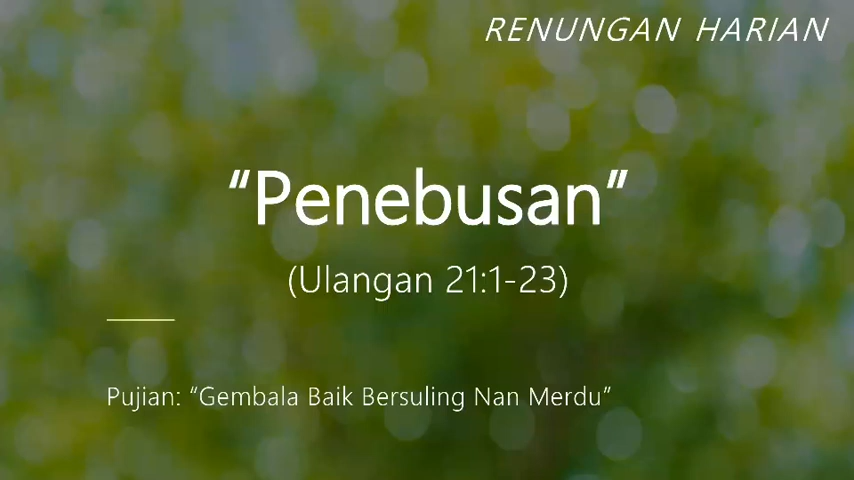 RENUNGAN HARIAN
“Penebusan”
(Ulangan 21:1-23)
Pujian: “Gembala Baik Bersuling Nan Merdu”